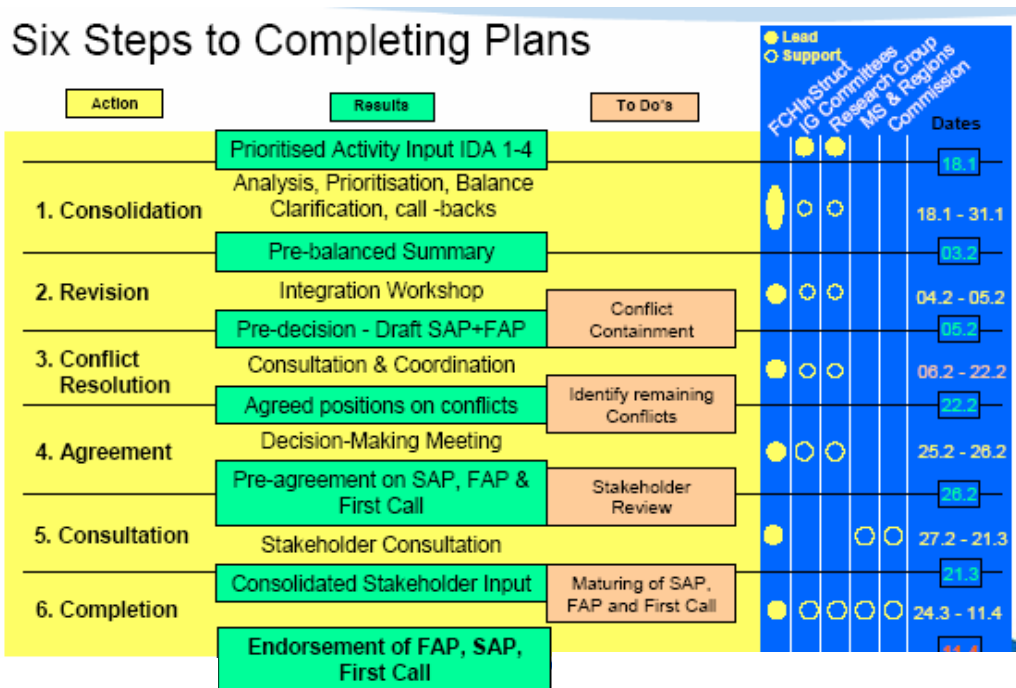 Six Steps to Completing Plans
Lead
Support
FCHInStruct
IG Committees
Research Group
MS & Regions
Commission
Action
Results
To Do's
Dates
Prioritised Activity Input IDA 1-4
18.1
1. Consolidation
Analysis, Prioritisation, Balance
Clarification, call -backs
18.1 - 31.1
Pre-balanced Summary
03.2
2. Revision
Integration Workshop
04.2 - 05.2
Conflict
Containment
Pre-decision - Draft SAP+FAP
05.2
3. Conflict
Resolution
Consultation & Coordination
06.2 - 22.2
Identify remaining
Conflicts
Agreed positions on conflicts
22.2
4. Agreement
Decision-Making Meeting
25.2 - 26.2
Pre-agreement on SAP, FAP &
First Call
Stakeholder
Review
26.2
5. Consultation
Stakeholder Consultation
27.2 - 21.3
Consolidated Stakeholder Input
21.3
Maturing of SAP,
FAP and First Call
6. Completion
24.3 - 11.4
Endorsement of FAP, SAP,
First Call
11.4